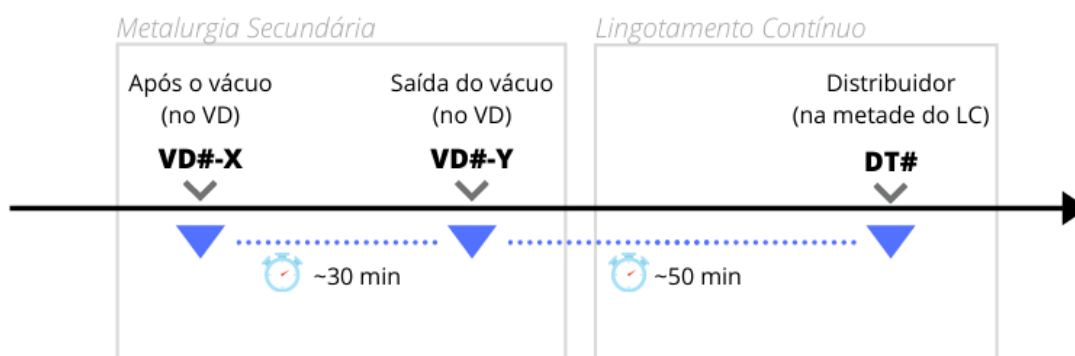 Metalurgia Secundária
Lingotamento Contínuo
Após o vácuo
(no VD)
VD#-X
Saída do vácuo
(no VD)
VD#-Y
Distribuidor
(na metade do LC)
DT#
~30 min
~50 min